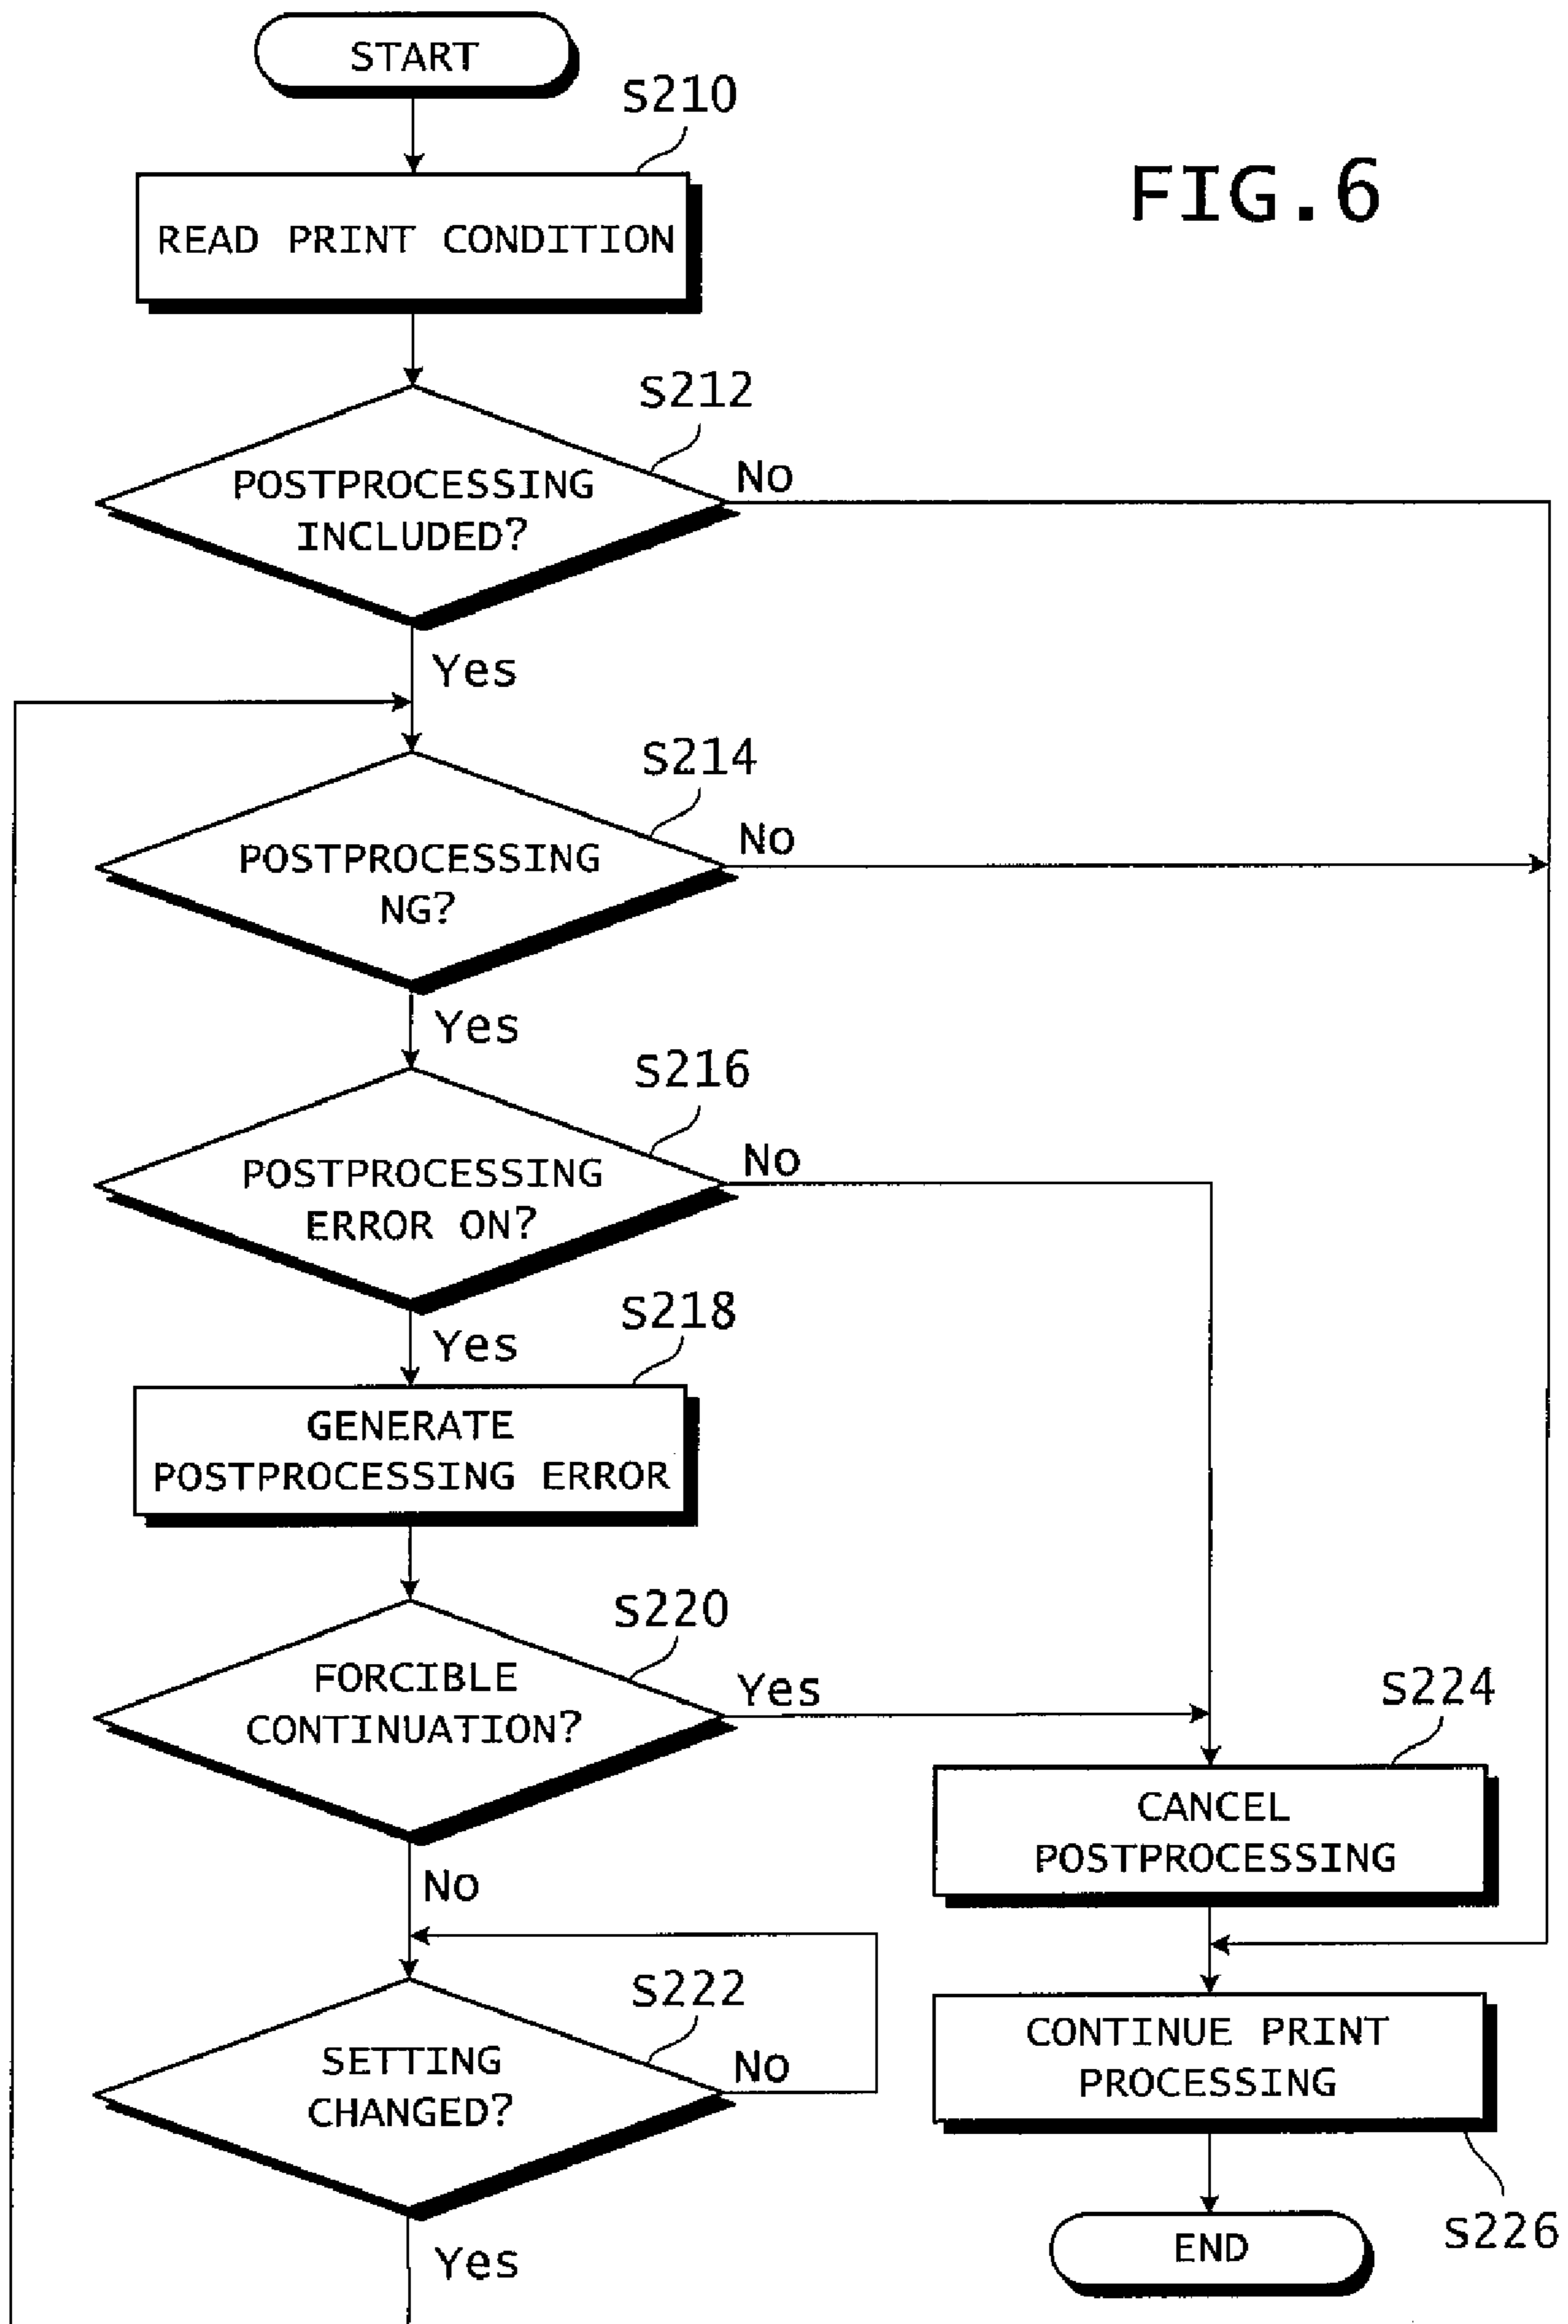 START
S210
FIG.6
READ PRINT CONDITION
S212
POSTPROCESSING
INCLUDED?
No
Yes
S214
POSTPROCESSING
NG?
No
Yes
S216
POSTPROCESSING
ERROR ON?
No
Yes
S218
GENERATE
POSTPROCESSING ERROR
S220
FORCIBLE
CONTINUATION?
Yes
No
S224
CANCEL
POSTPROCESSING
S222
SETTING
CHANGED?
No
Yes
CONTINUE PRINT
PROCESSING
S226
END